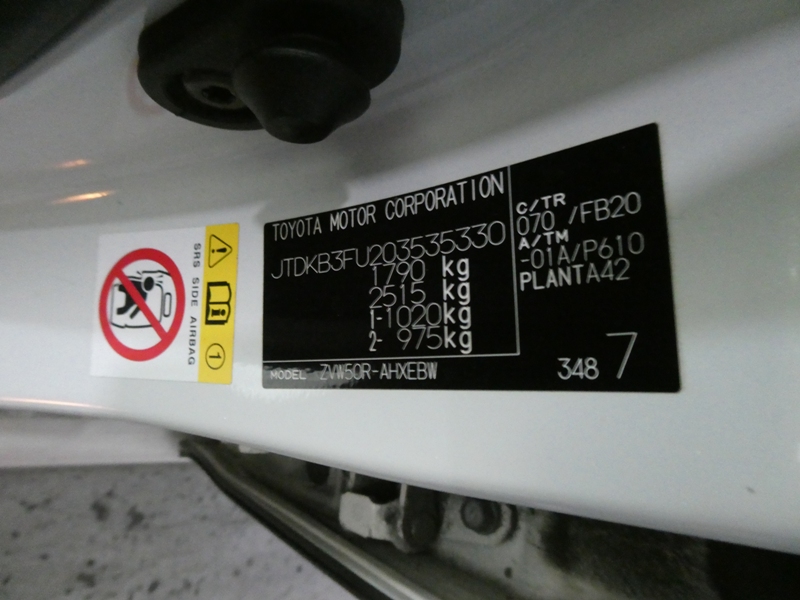 TOYOTA MOTOR CORPORATION
JTDKB3FU203535330
1790 kg
2515 kg
1-1020kg
2- 975kg
MODEL ZVW50R-AHXEBW
C/TR
070 /FB20
A/TM
-01A/P610
PLANTA42
348 7
SRS SIDE AIRBAG
1